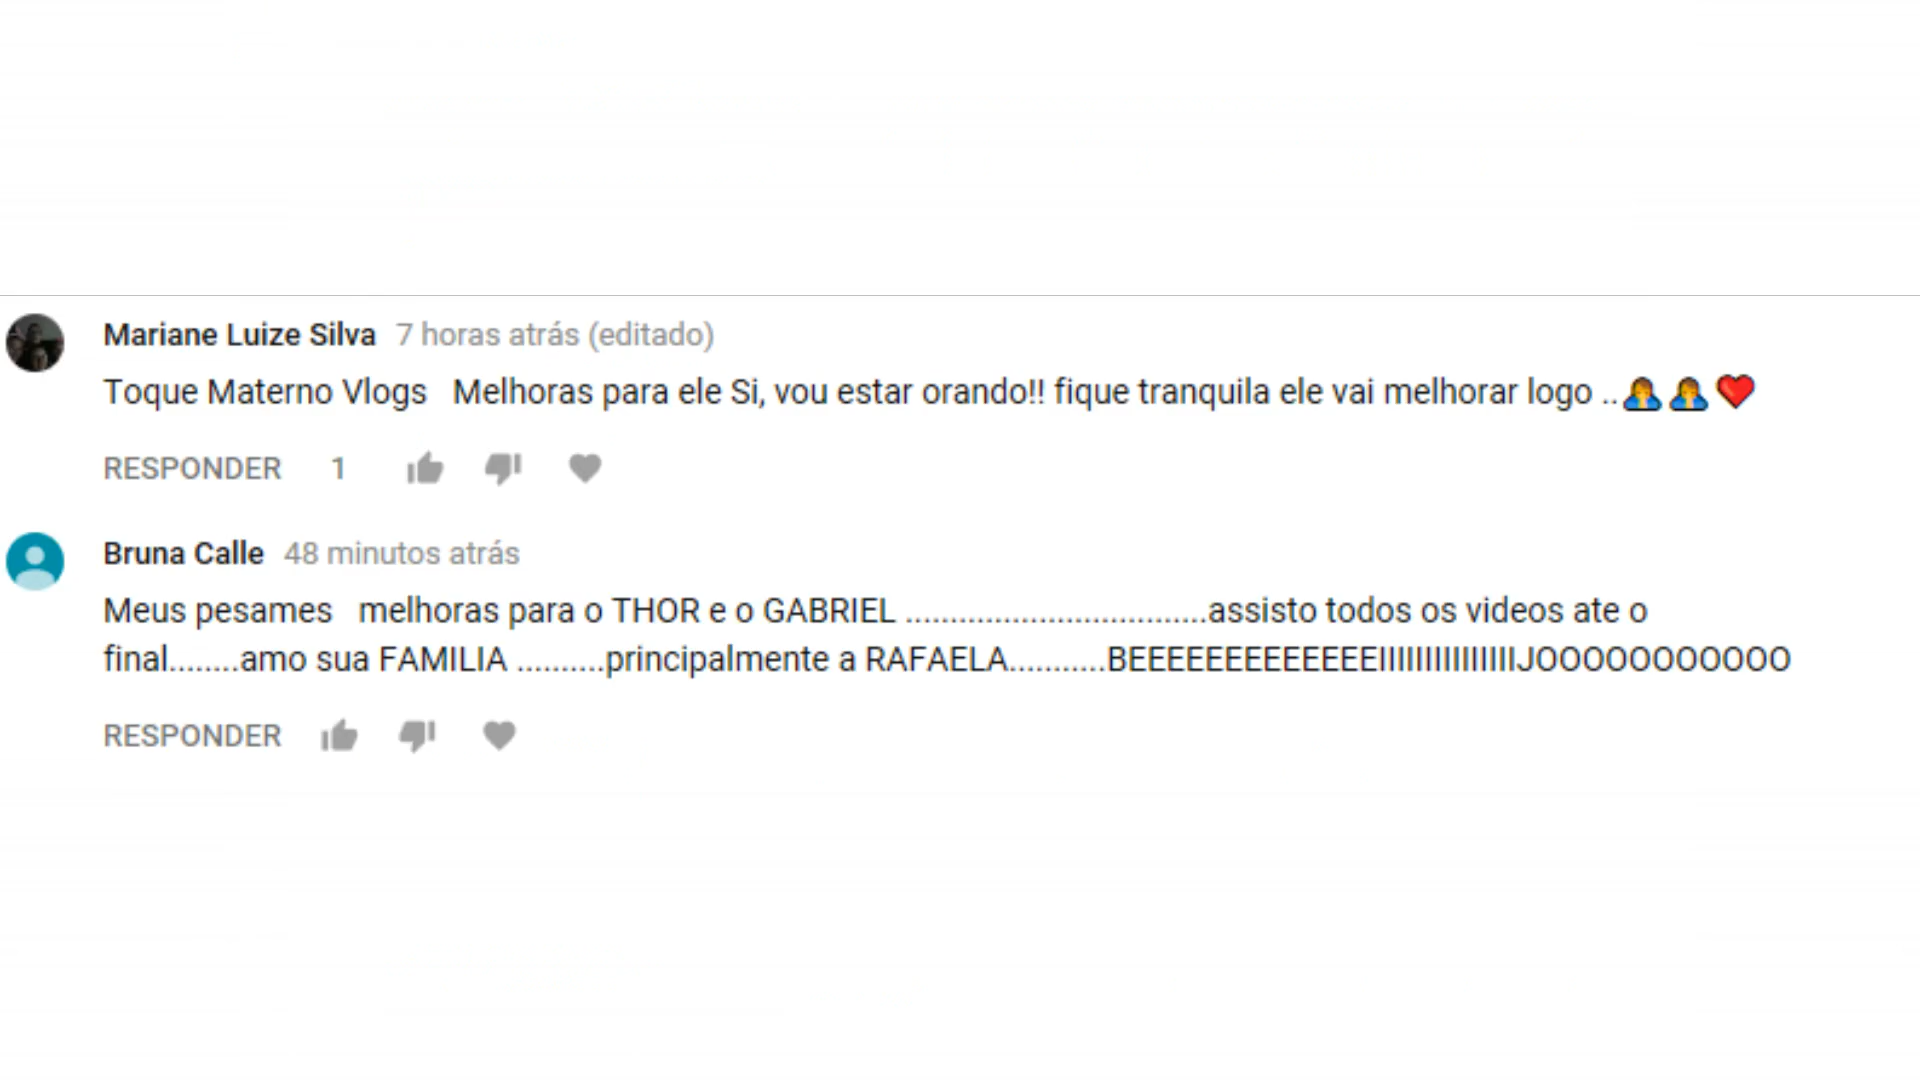 Mariane Luize Silva 7 horas atrás (editado)
Toque Materno Vlogs Melhoras para ele Si, vou estar orando!! fique tranquila ele vai melhorar logo ..🤦‍♂️🤦‍♂️❤️
RESPONDER 1
Bruna Calle 48 minutos atrás
Meus pesames melhoras para o THOR e o GABRIEL ..................................assisto todos os videos ate o
final........amo sua FAMILIA ..........principalmente a RAFAELA...........BEEEEEEEEEEEEEIIIIIIIIIIIIIIIJOOOOOOOOOOO
RESPONDER